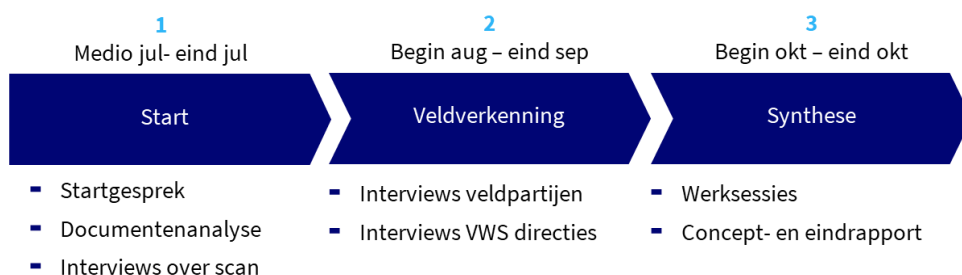 1
Medio jul- eind jul
Start
- Startgesprek
- Documentenanalyse
- Interviews over scan
2
Begin aug – eind sep
Veldverkenning
- Interviews veldpartijen
- Interviews VWS directies
3
Begin okt – eind okt
Synthese
- Werksessies
- Concept- en eindrapport